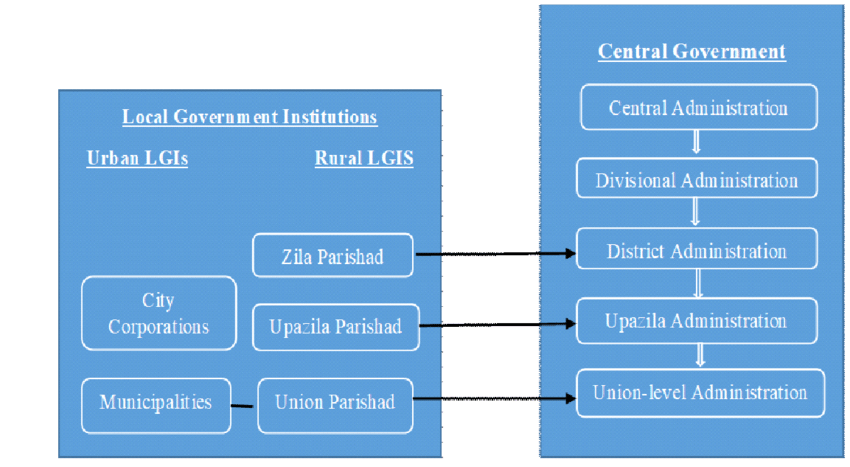 Local Government Institutions
Urban LGIs
Rural LGIS
Zila Parishad
City
Corporations
Upazila Parishad
Municipalities
Union Parishad
Central Government
Central Administration
Divisional Administration
District Administration
Upazila Administration
Union-level Administration